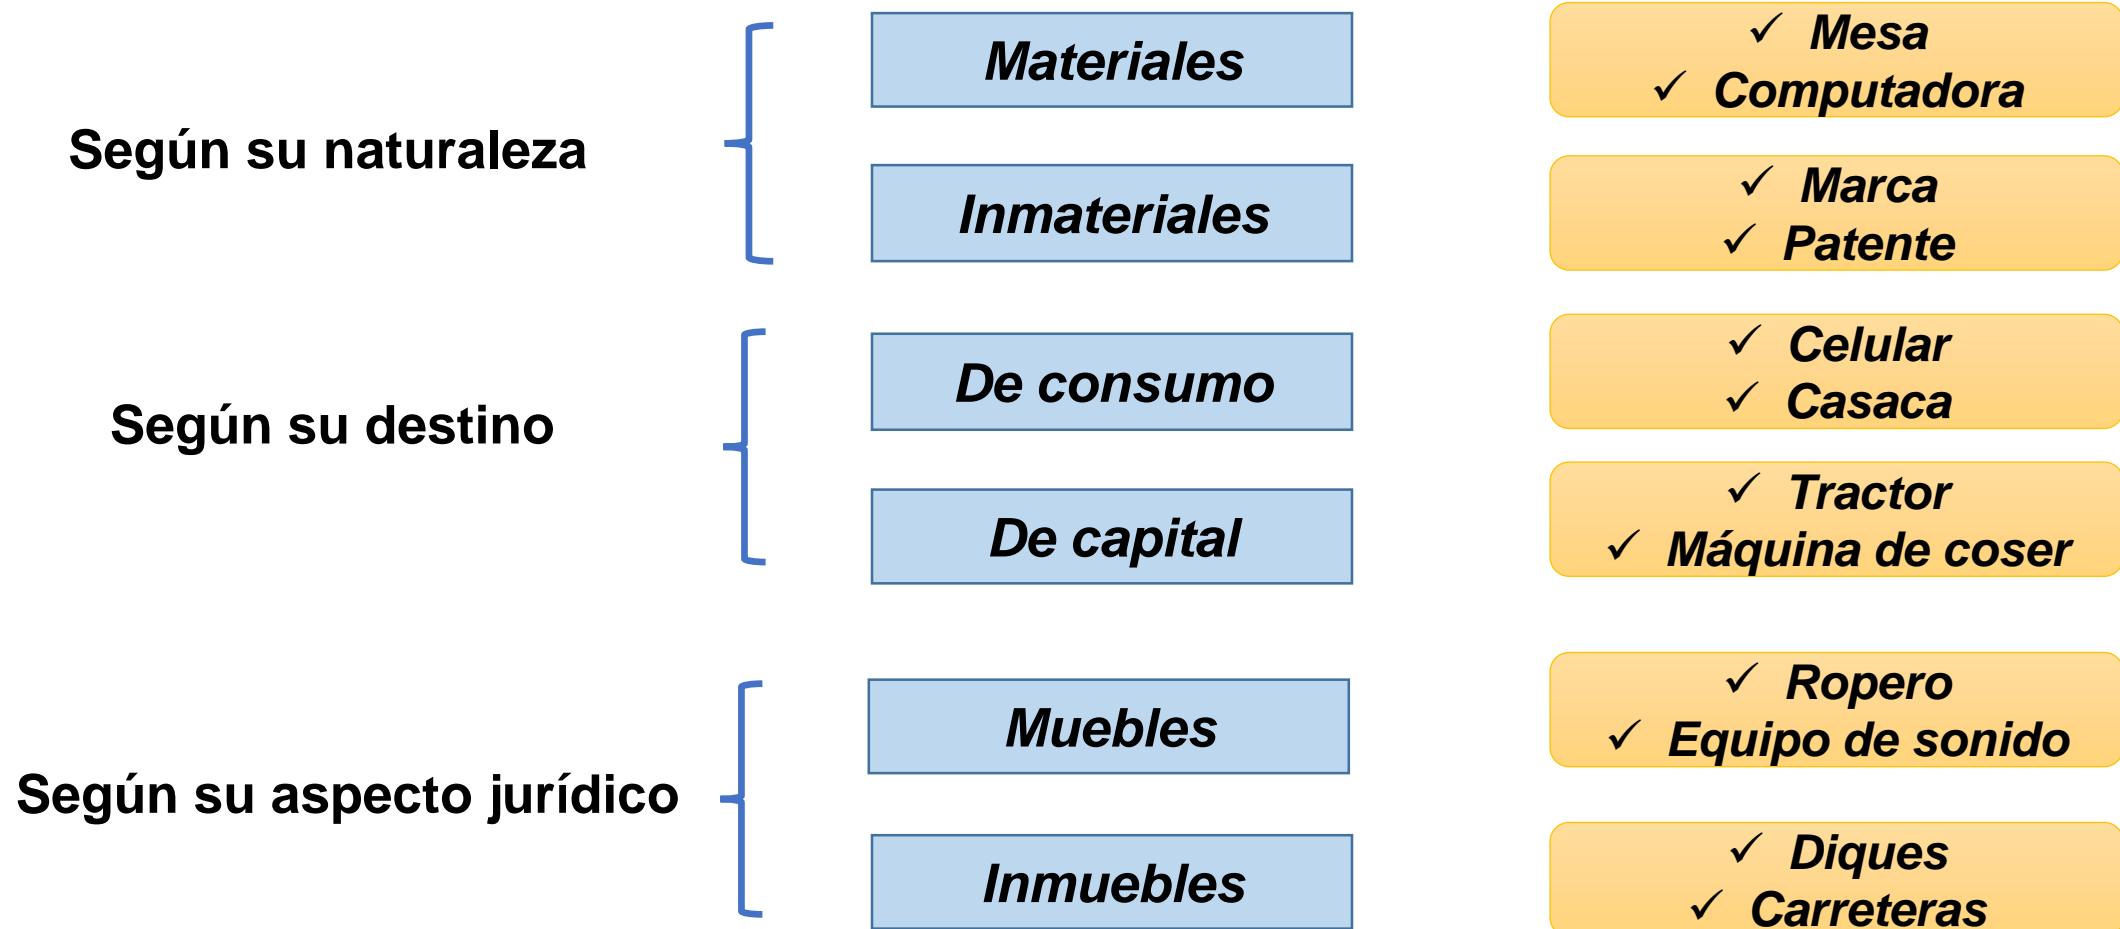 Según su naturaleza
Materiales
✓ Mesa
✓ Computadora
Inmateriales
✓ Marca
✓ Patente
Según su destino
De consumo
✓ Celular
✓ Casaca
De capital
✓ Tractor
✓ Máquina de coser
Según su aspecto jurídico
Muebles
✓ Ropero
✓ Equipo de sonido
Inmuebles
✓ Diques
✓ Carreteras